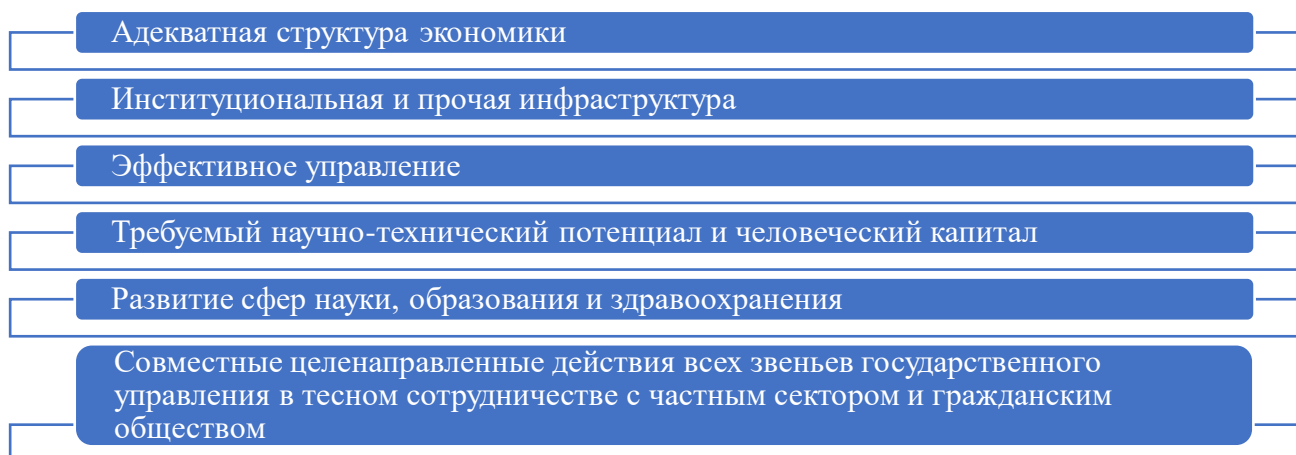 Адекватная структура экономики
Институциональная и прочая инфраструктура
Эффективное управление
Требуемый научно-технический потенциал и человеческий капитал
Развитие сфер науки, образования и здравоохранения
Совместные целенаправленные действия всех звеньев государственного
управления в тесном сотрудничестве с частным сектором и гражданским
обществом